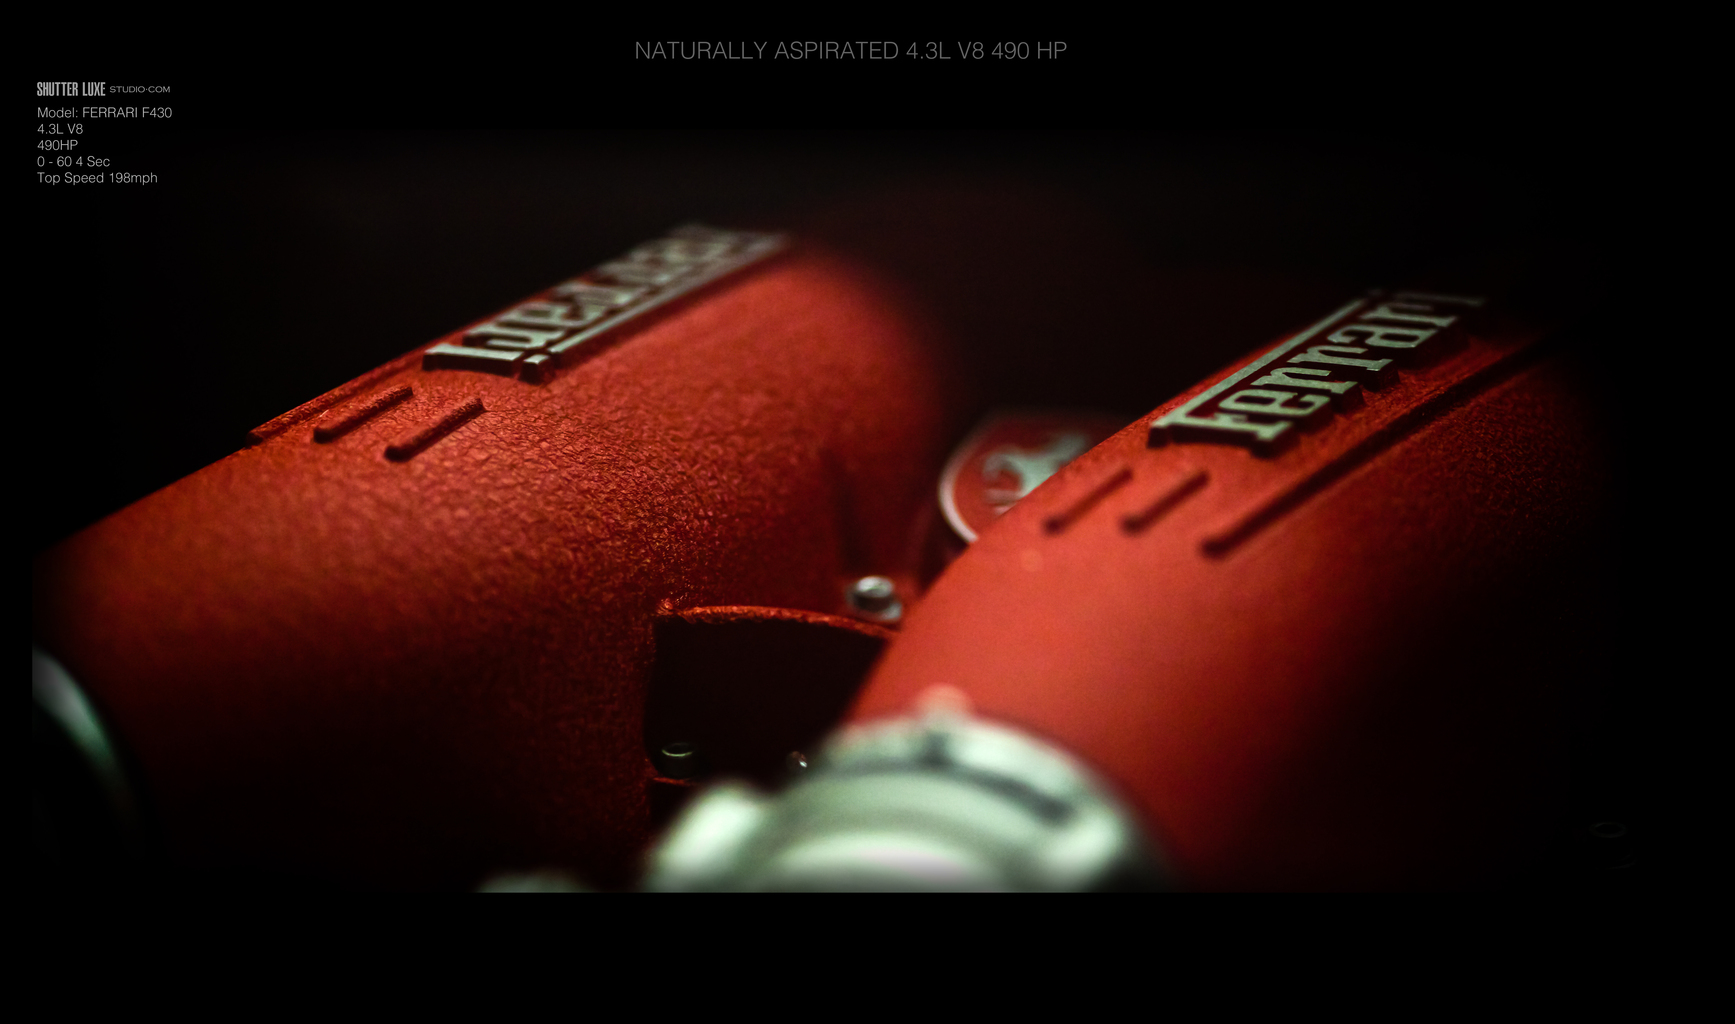 NATURALLY ASPIRATED 4.3L V8 490 HP
SHUTTER LUXE STUDIO·COM
Model: FERRARI F430
4.3L V8
490HP
0 - 60 4 Sec
Top Speed 198mph
Ferrari
Ferrari